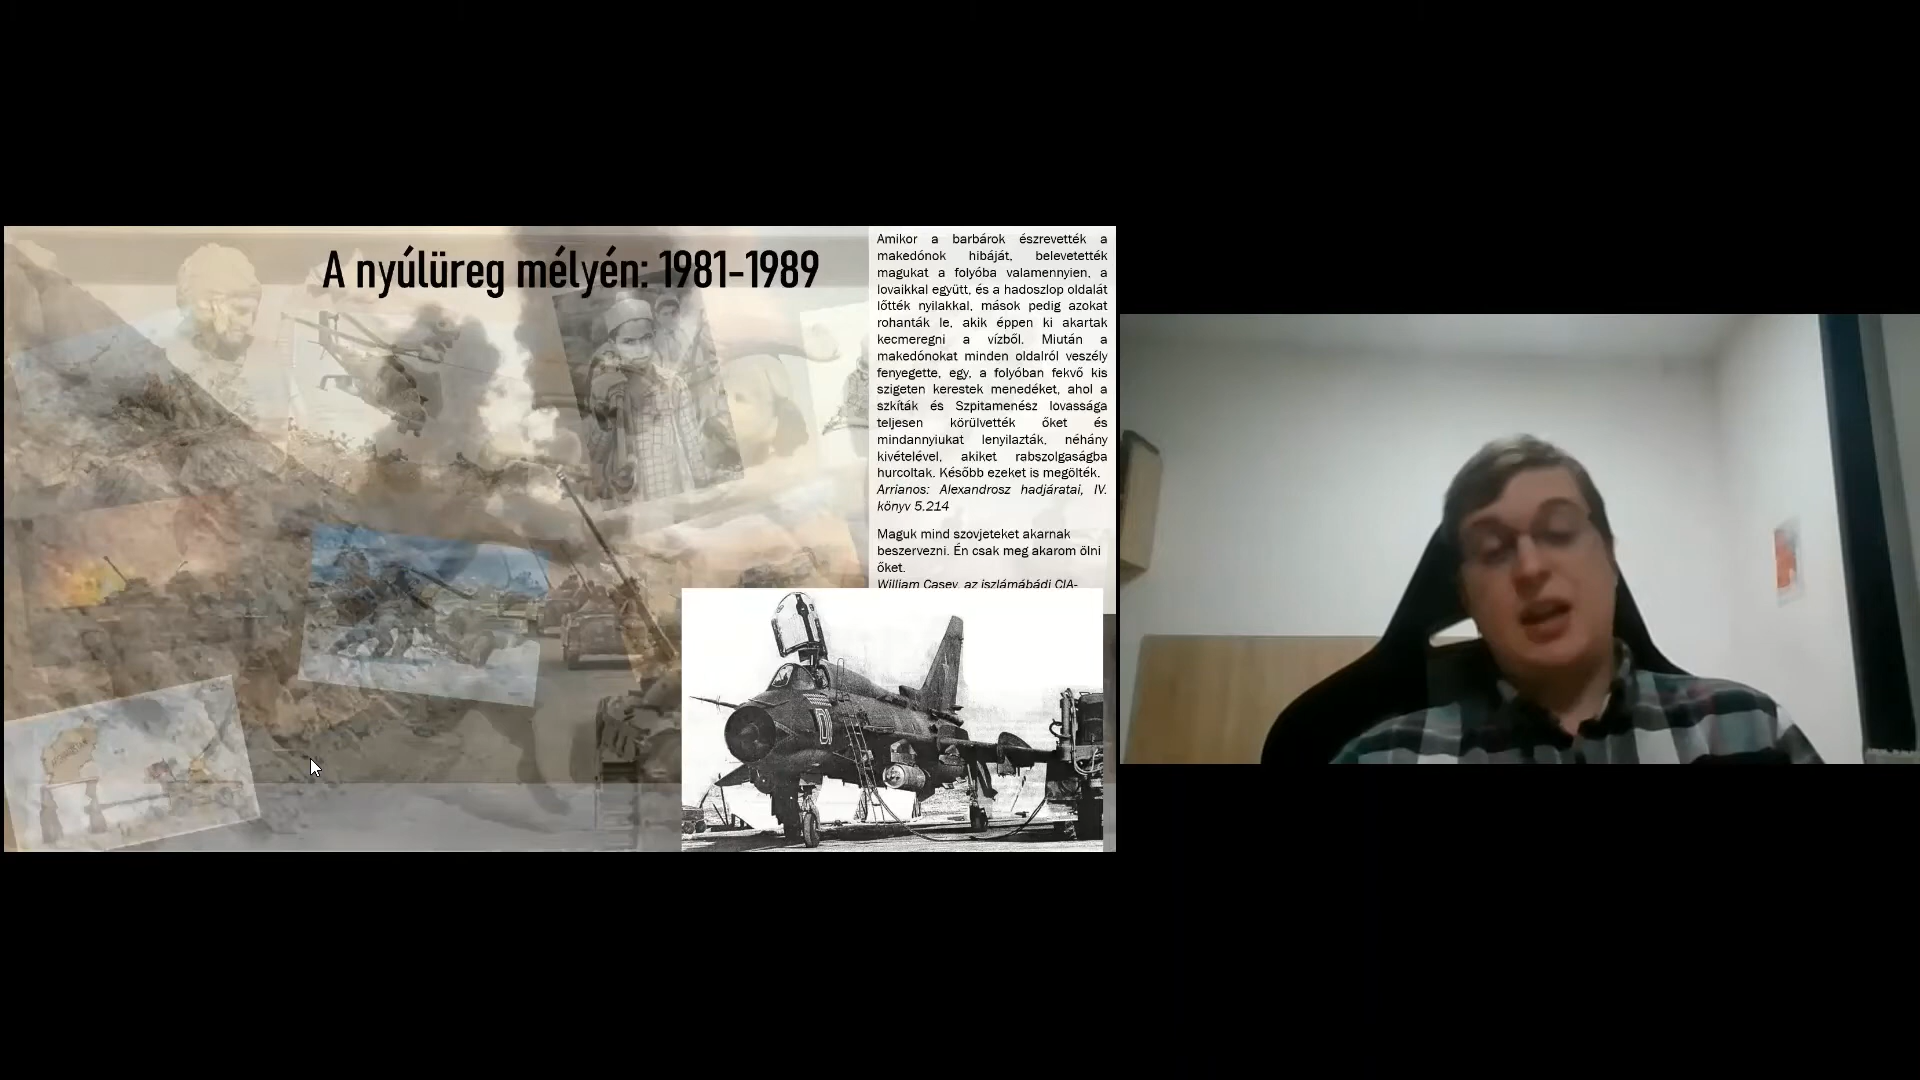 A nyúlüreg mélyén: 1981-1989
Amikor a barbárok észrevették a
makedónok hibáját, belevetették
magukat a folyóba valamennyien, a
lovaikkal együtt, és a hadoszlop oldalát
lőtték nyilakkal, mások pedig azokat
rohanták le, akik éppen ki akartak
kecmeregni a vízből. Miután a
makedónokat minden oldalról veszély
fenyegette, egy, a folyóban fekvő kis
szigeten kerestek menedéket, ahol a
szkíták és Szpitamenész lovassága
teljesen körülvették őket és
mindannyiukat lenyilazták, néhány
kivételével, akiket rabszolgaságba
hurcoltak. Később ezeket is megölték.
Arrianos: Alexandrosz hadjáratai, IV.
könyv 5.214
Maguk mind szovjeteket akarnak
beszervezni. Én csak meg akarom ölni
őket.
William Casey, az iszlámábádi CIA-
01